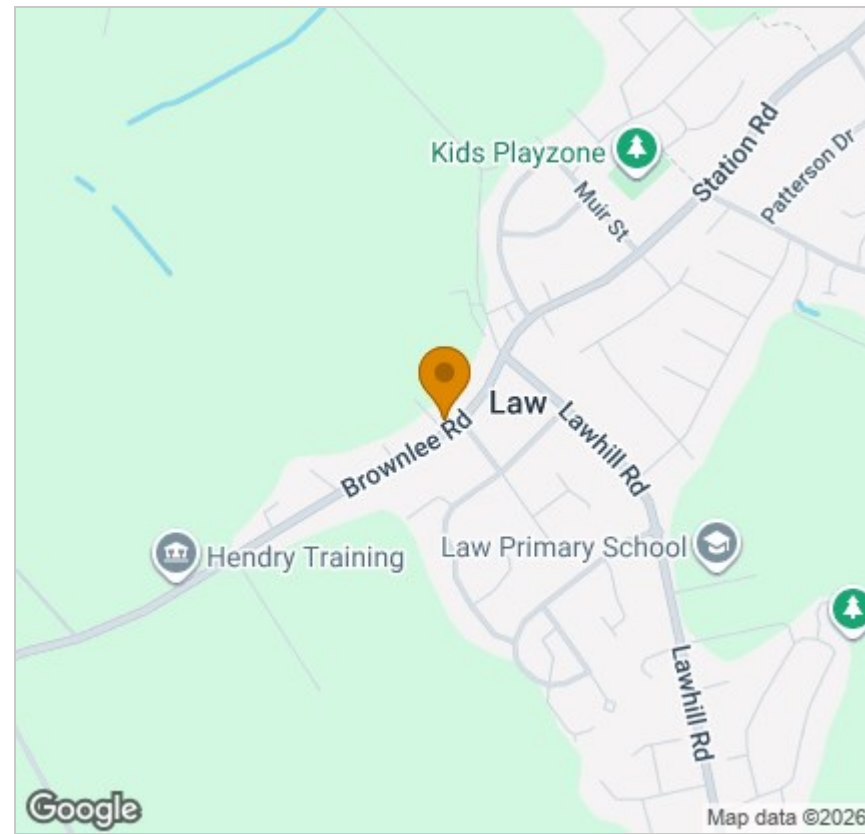 Kids Playzone
Station Rd
Patterson Dr
Muir St
Law
Brownlee Rd
Lawhill Rd
Hendry Training
Law Primary School
Lawhill Rd
Google
Map data ©2026